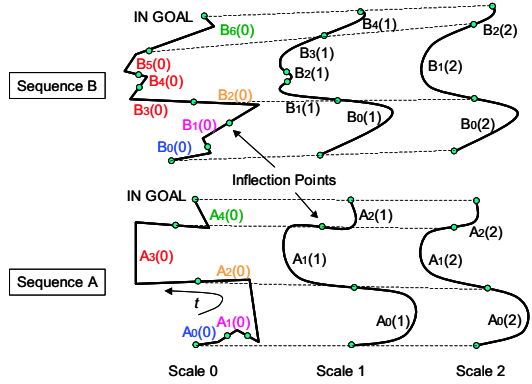 IN GOAL
B6(0)
B4(1)
B2(2)
B5(0)
B4(0)
B3(0)
B2(0)
B3(1)
B2(1)
B1(1)
B1(2)
Sequence B
B1(0)
B0(0)
B0(1)
B0(2)
Inflection Points
IN GOAL
A4(0)
A2(1)
A2(2)
A3(0)
A2(0)
A1(1)
A1(2)
Sequence A
t
A0(0)
A1(0)
A0(1)
A0(2)
Scale 0
Scale 1
Scale 2